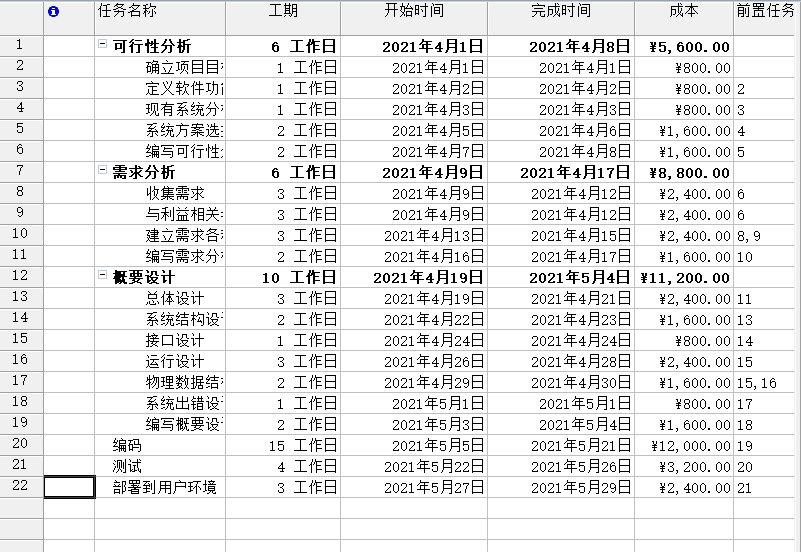 任务名称 工期 开始时间 完成时间 成本 前置任务
1 可行性分析 6 工作日 2021年4月1日 2021年4月8日 ¥5,600.00
2 确立项目目 1 工作日 2021年4月1日 2021年4月1日 ¥800.00
3 定义软件功 1 工作日 2021年4月2日 2021年4月2日 ¥800.00 2
4 现有系统分 1 工作日 2021年4月3日 2021年4月3日 ¥800.00 3
5 系统方案选 2 工作日 2021年4月5日 2021年4月6日 ¥1,600.00 4
6 编写可行性 2 工作日 2021年4月7日 2021年4月8日 ¥1,600.00 5
7 需求分析 6 工作日 2021年4月9日 2021年4月17日 ¥8,800.00
8 收集需求 3 工作日 2021年4月9日 2021年4月12日 ¥2,400.00 6
9 与利益相关 3 工作日 2021年4月9日 2021年4月12日 ¥2,400.00 6
10 建立需求各 3 工作日 2021年4月13日 2021年4月15日 ¥2,400.00 8,9
11 编写需求分 2 工作日 2021年4月16日 2021年4月17日 ¥1,600.00 10
12 概要设计 10 工作日 2021年4月19日 2021年5月4日 ¥11,200.00
13 总体设计 3 工作日 2021年4月19日 2021年4月21日 ¥2,400.00 11
14 系统结构设 2 工作日 2021年4月22日 2021年4月23日 ¥1,600.00 13
15 接口设计 1 工作日 2021年4月24日 2021年4月24日 ¥800.00 14
16 运行设计 3 工作日 2021年4月26日 2021年4月28日 ¥2,400.00 15
17 物理数据结 2 工作日 2021年4月29日 2021年4月30日 ¥1,600.00 15,16
18 系统出错设 1 工作日 2021年5月1日 2021年5月1日 ¥800.00 17
19 编写概要设 2 工作日 2021年5月3日 2021年5月4日 ¥1,600.00 18
20 编码 15 工作日 2021年5月5日 2021年5月21日 ¥12,000.00 19
21 测试 4 工作日 2021年5月22日 2021年5月26日 ¥3,200.00 20
22 部署到用户环境 3 工作日 2021年5月27日 2021年5月29日 ¥2,400.00 21